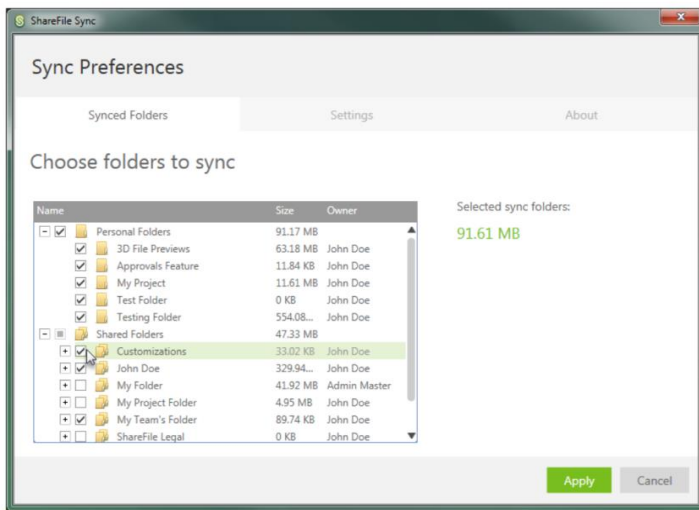 ShareFile Sync
Sync Preferences
Synced Folders Settings About
Choose folders to sync
Name Size Owner
Personal Folders 91.17 MB
3D File Previews 63.18 MB John Doe
Approvals Feature 11.84 KB John Doe
My Project 11.61 MB John Doe
Test Folder 0 KB John Doe
Testing Folder 554.08... John Doe
Shared Folders 47.33 MB
Customizations 33.02 KB John Doe
John Doe 329.94... John Doe
My Folder 41.92 MB Admin Master
My Project Folder 4.95 MB John Doe
My Team's Folder 89.74 KB John Doe
ShareFile Legal 0 KB John Doe
Selected sync folders:
91.61 MB
Apply Cancel